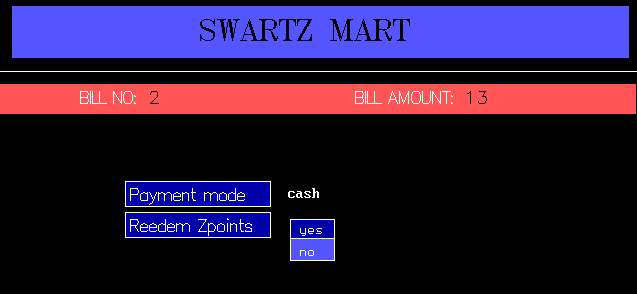 SWARTZ MART
BILL NO: 2 BILL AMOUNT: 13
Payment mode cash
Reedem Zpoints yes
no